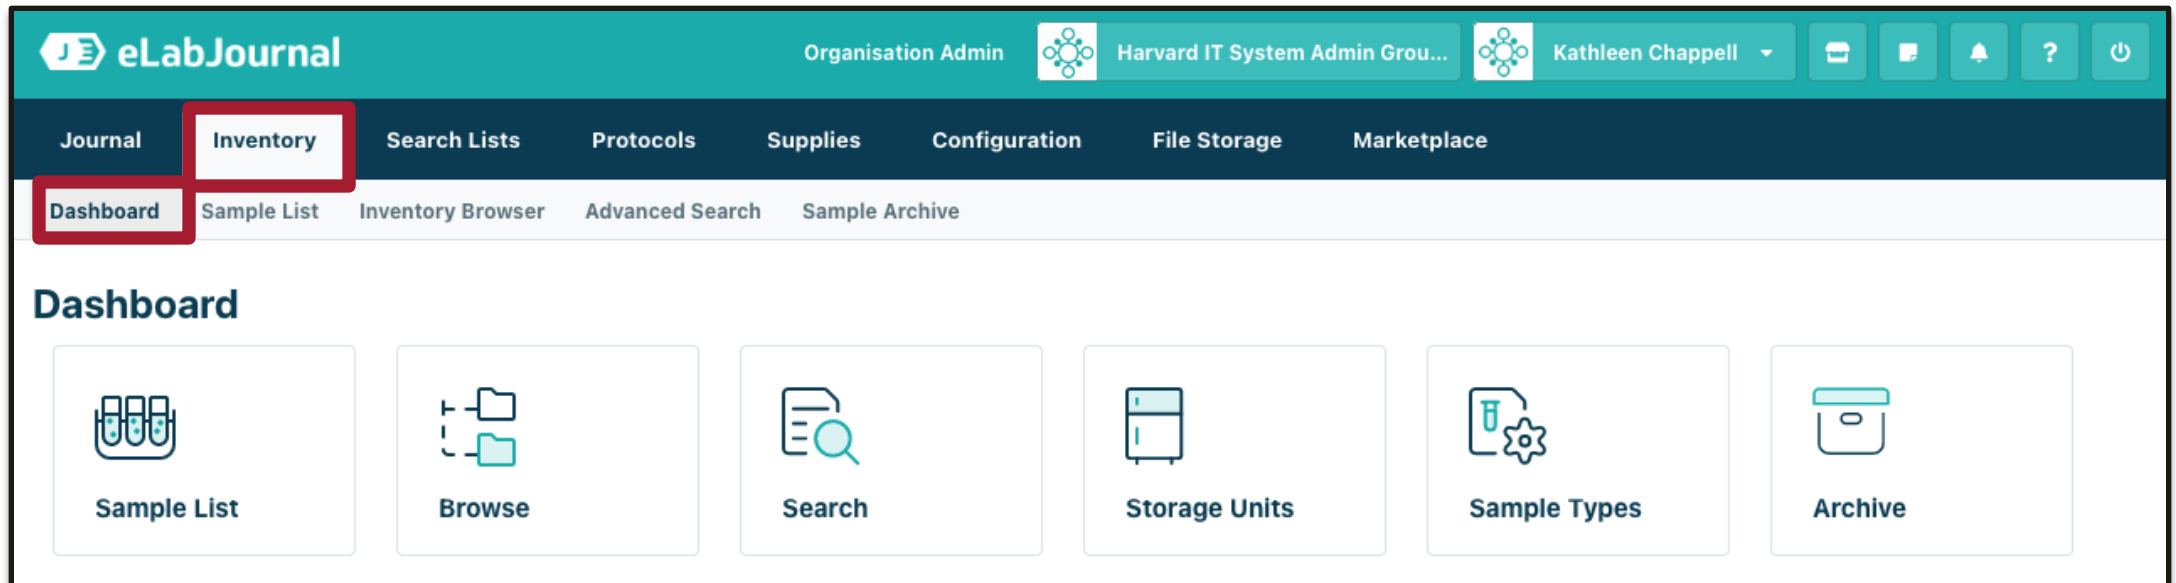 eLabJournal Organisation Admin Harvard IT System Admin Grou... Kathleen Chappell ?
Journal Inventory Search Lists Protocols Supplies Configuration File Storage Marketplace
Dashboard Sample List Inventory Browser Advanced Search Sample Archive
Dashboard
Sample List Browse Search Storage Units Sample Types Archive